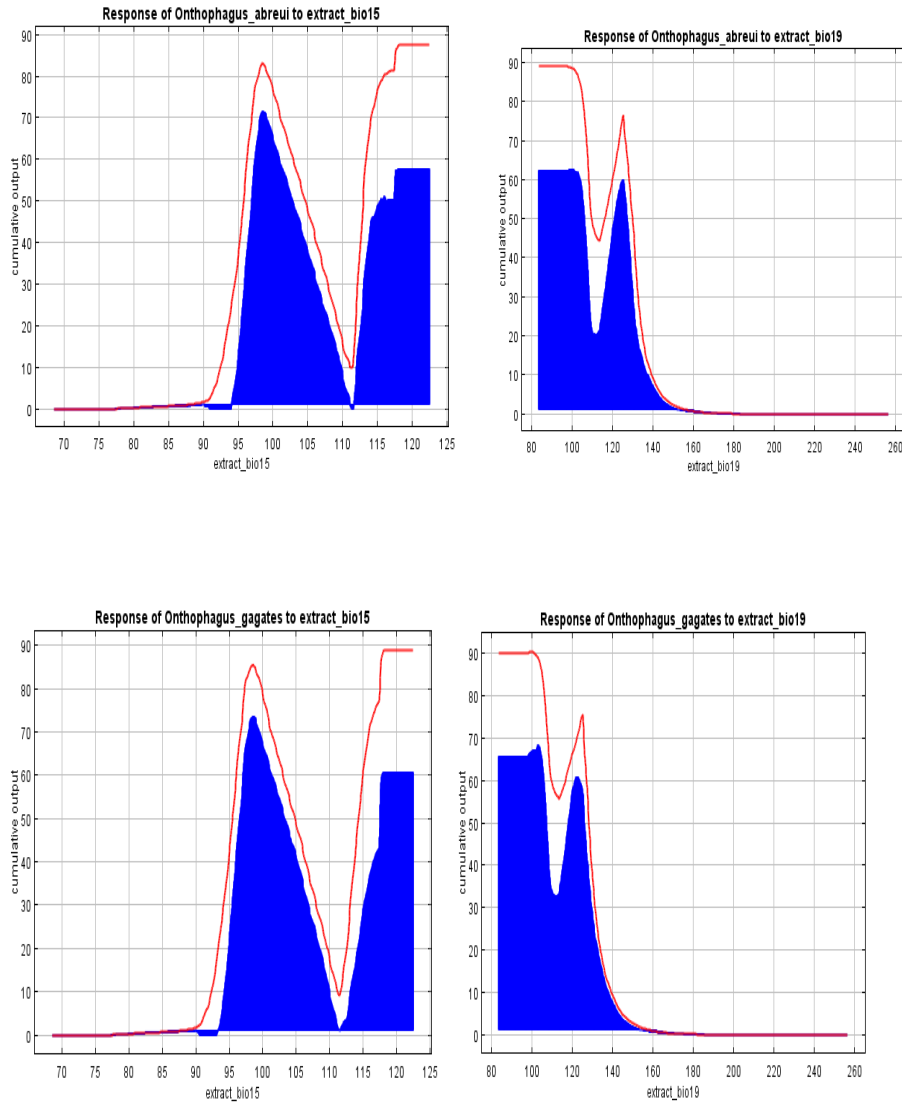 Response of Onthophagus_abreui to extract_bio15
90
80
70
60
50
40
30
20
10
0
cumulative output
70 75 80 85 90 95 100 105 110 115 120 125
extract_bio15
Response of Onthophagus_abreui to extract_bio19
90
80
70
60
50
40
30
20
10
0
cumulative output
80 100 120 140 160 180 200 220 240 260
extract_bio19
Response of Onthophagus_gagates to extract_bio15
90
80
70
60
50
40
30
20
10
0
cumulative output
70 75 80 85 90 95 100 105 110 115 120 125
extract_bio15
Response of Onthophagus_gagates to extract_bio19
90
80
70
60
50
40
30
20
10
0
cumulative output
80 100 120 140 160 180 200 220 240 260
extract_bio19